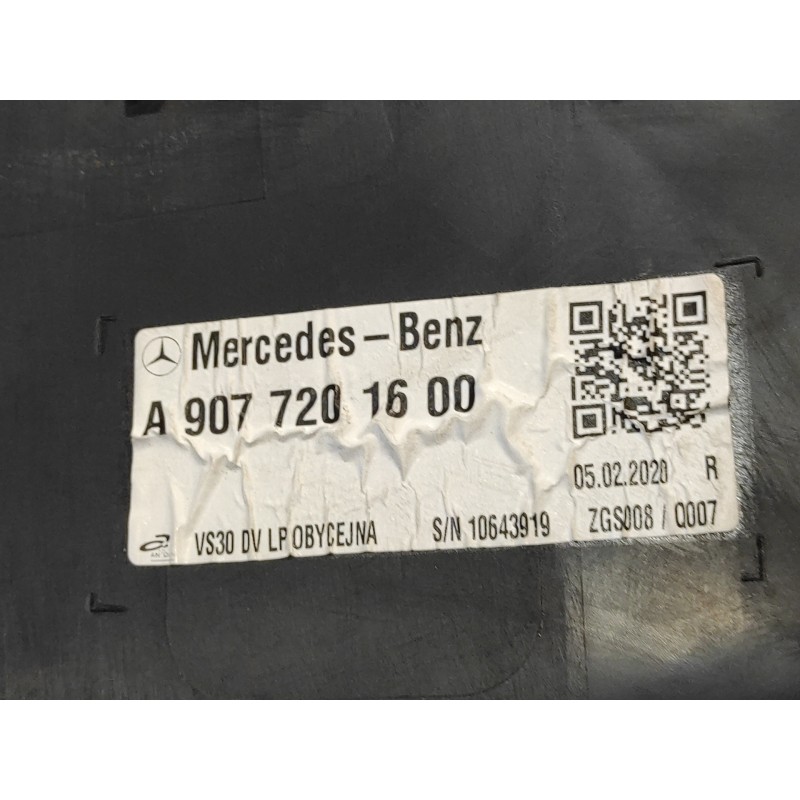 Mercedes-Benz
A 907 720 16 00
05.02.2020 R
VS30 DV LP OBYCEJNA S/N 10643919 ZGS008 / Q007